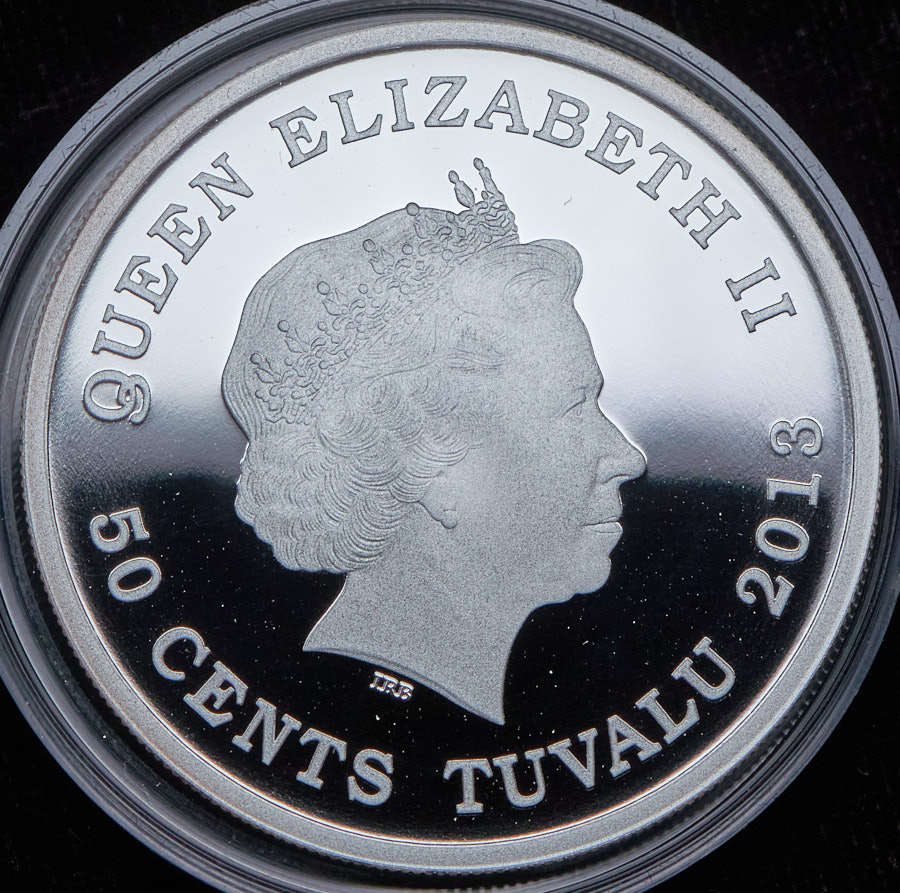 QUEEN ELIZABETH II
50 CENTS TUVALU 2013
IRB